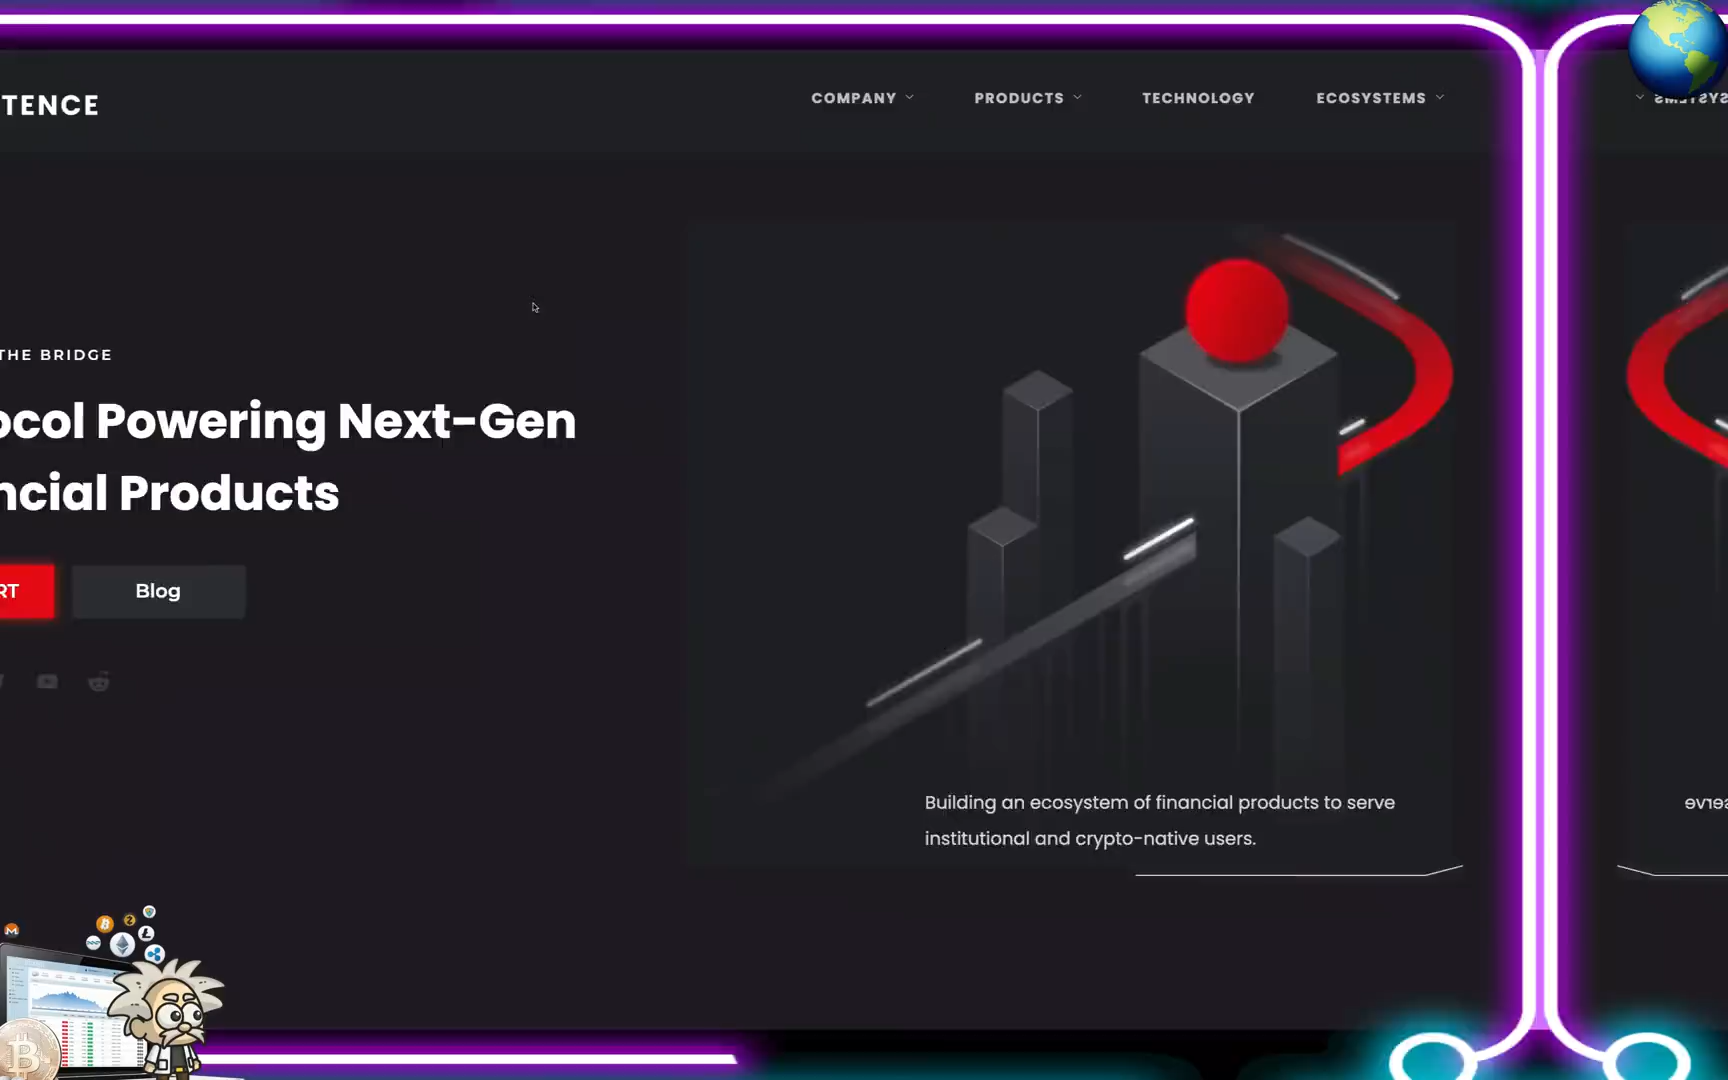 TENCE
COMPANY
PRODUCTS
TECHNOLOGY
ECOSYSTEMS
THE BRIDGE
ocol Powering Next-Gen
ncial Products
RT
Blog
Building an ecosystem of financial products to serve
institutional and crypto-native users.